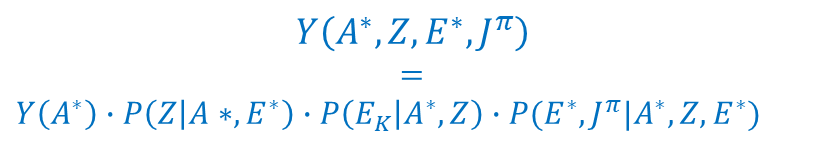 Y(A*, Z, E*, J^π)
=
Y(A*) · P(Z|A *, E*) · P(E_K|A*, Z) · P(E*, J^π|A*, Z, E*)